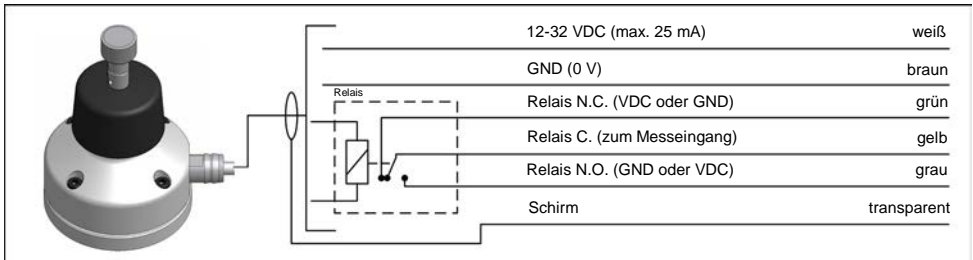 12-32 VDC (max. 25 mA) weiß
GND (0 V) braun
Relais
Relais N.C. (VDC oder GND) grün
Relais C. (zum Messeingang) gelb
Relais N.O. (GND oder VDC) grau
Schirm transparent